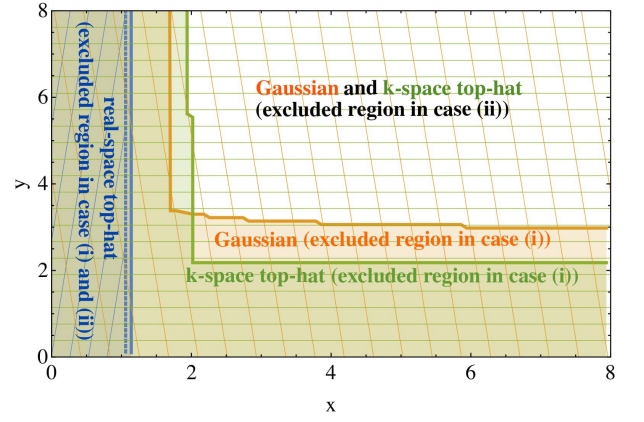 8
6
4
2
0
y
real-space top-hat
(excluded region in case (i) and (ii))
Gaussian and k-space top-hat
(excluded region in case (ii))
Gaussian (excluded region in case (i))
k-space top-hat (excluded region in case (i))
0 2 4 6 8
x